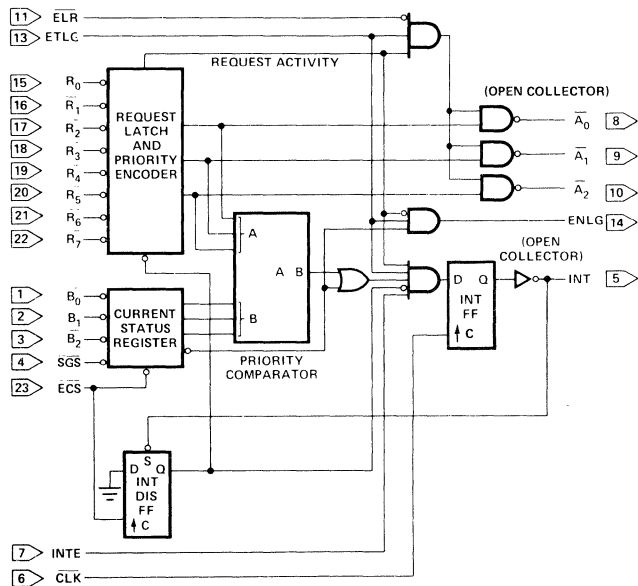 11 ELR
13 ETLG
REQUEST ACTIVITY
15 R0
16 R1
17 R2
18 R3
19 R4
20 R5
21 R6
22 R7
REQUEST
LATCH
AND
PRIORITY
ENCODER
(OPEN COLLECTOR)
A0 8
A1 9
A2 10
ENLG 14
(OPEN
COLLECTOR)
A
A B
B
PRIORITY
COMPARATOR
D Q
INT
FF
C
INT 5
1 B0
2 B1
3 B2
4 SGS
23 ECS
CURRENT
STATUS
REGISTER
S
D Q
INT
DIS
FF
C
7 INTE
6 CLK